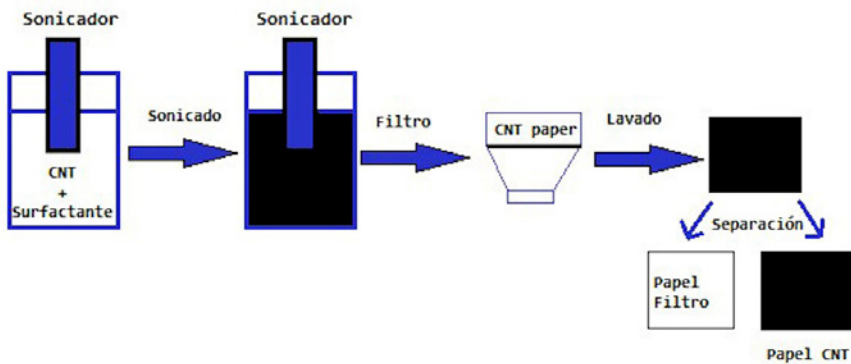 Sonicador
Sonicador
Sonicado
Filtro
CNT paper
Lavado
CNT
+
Surfactante
Separación
Papel
Filtro
Papel CNT